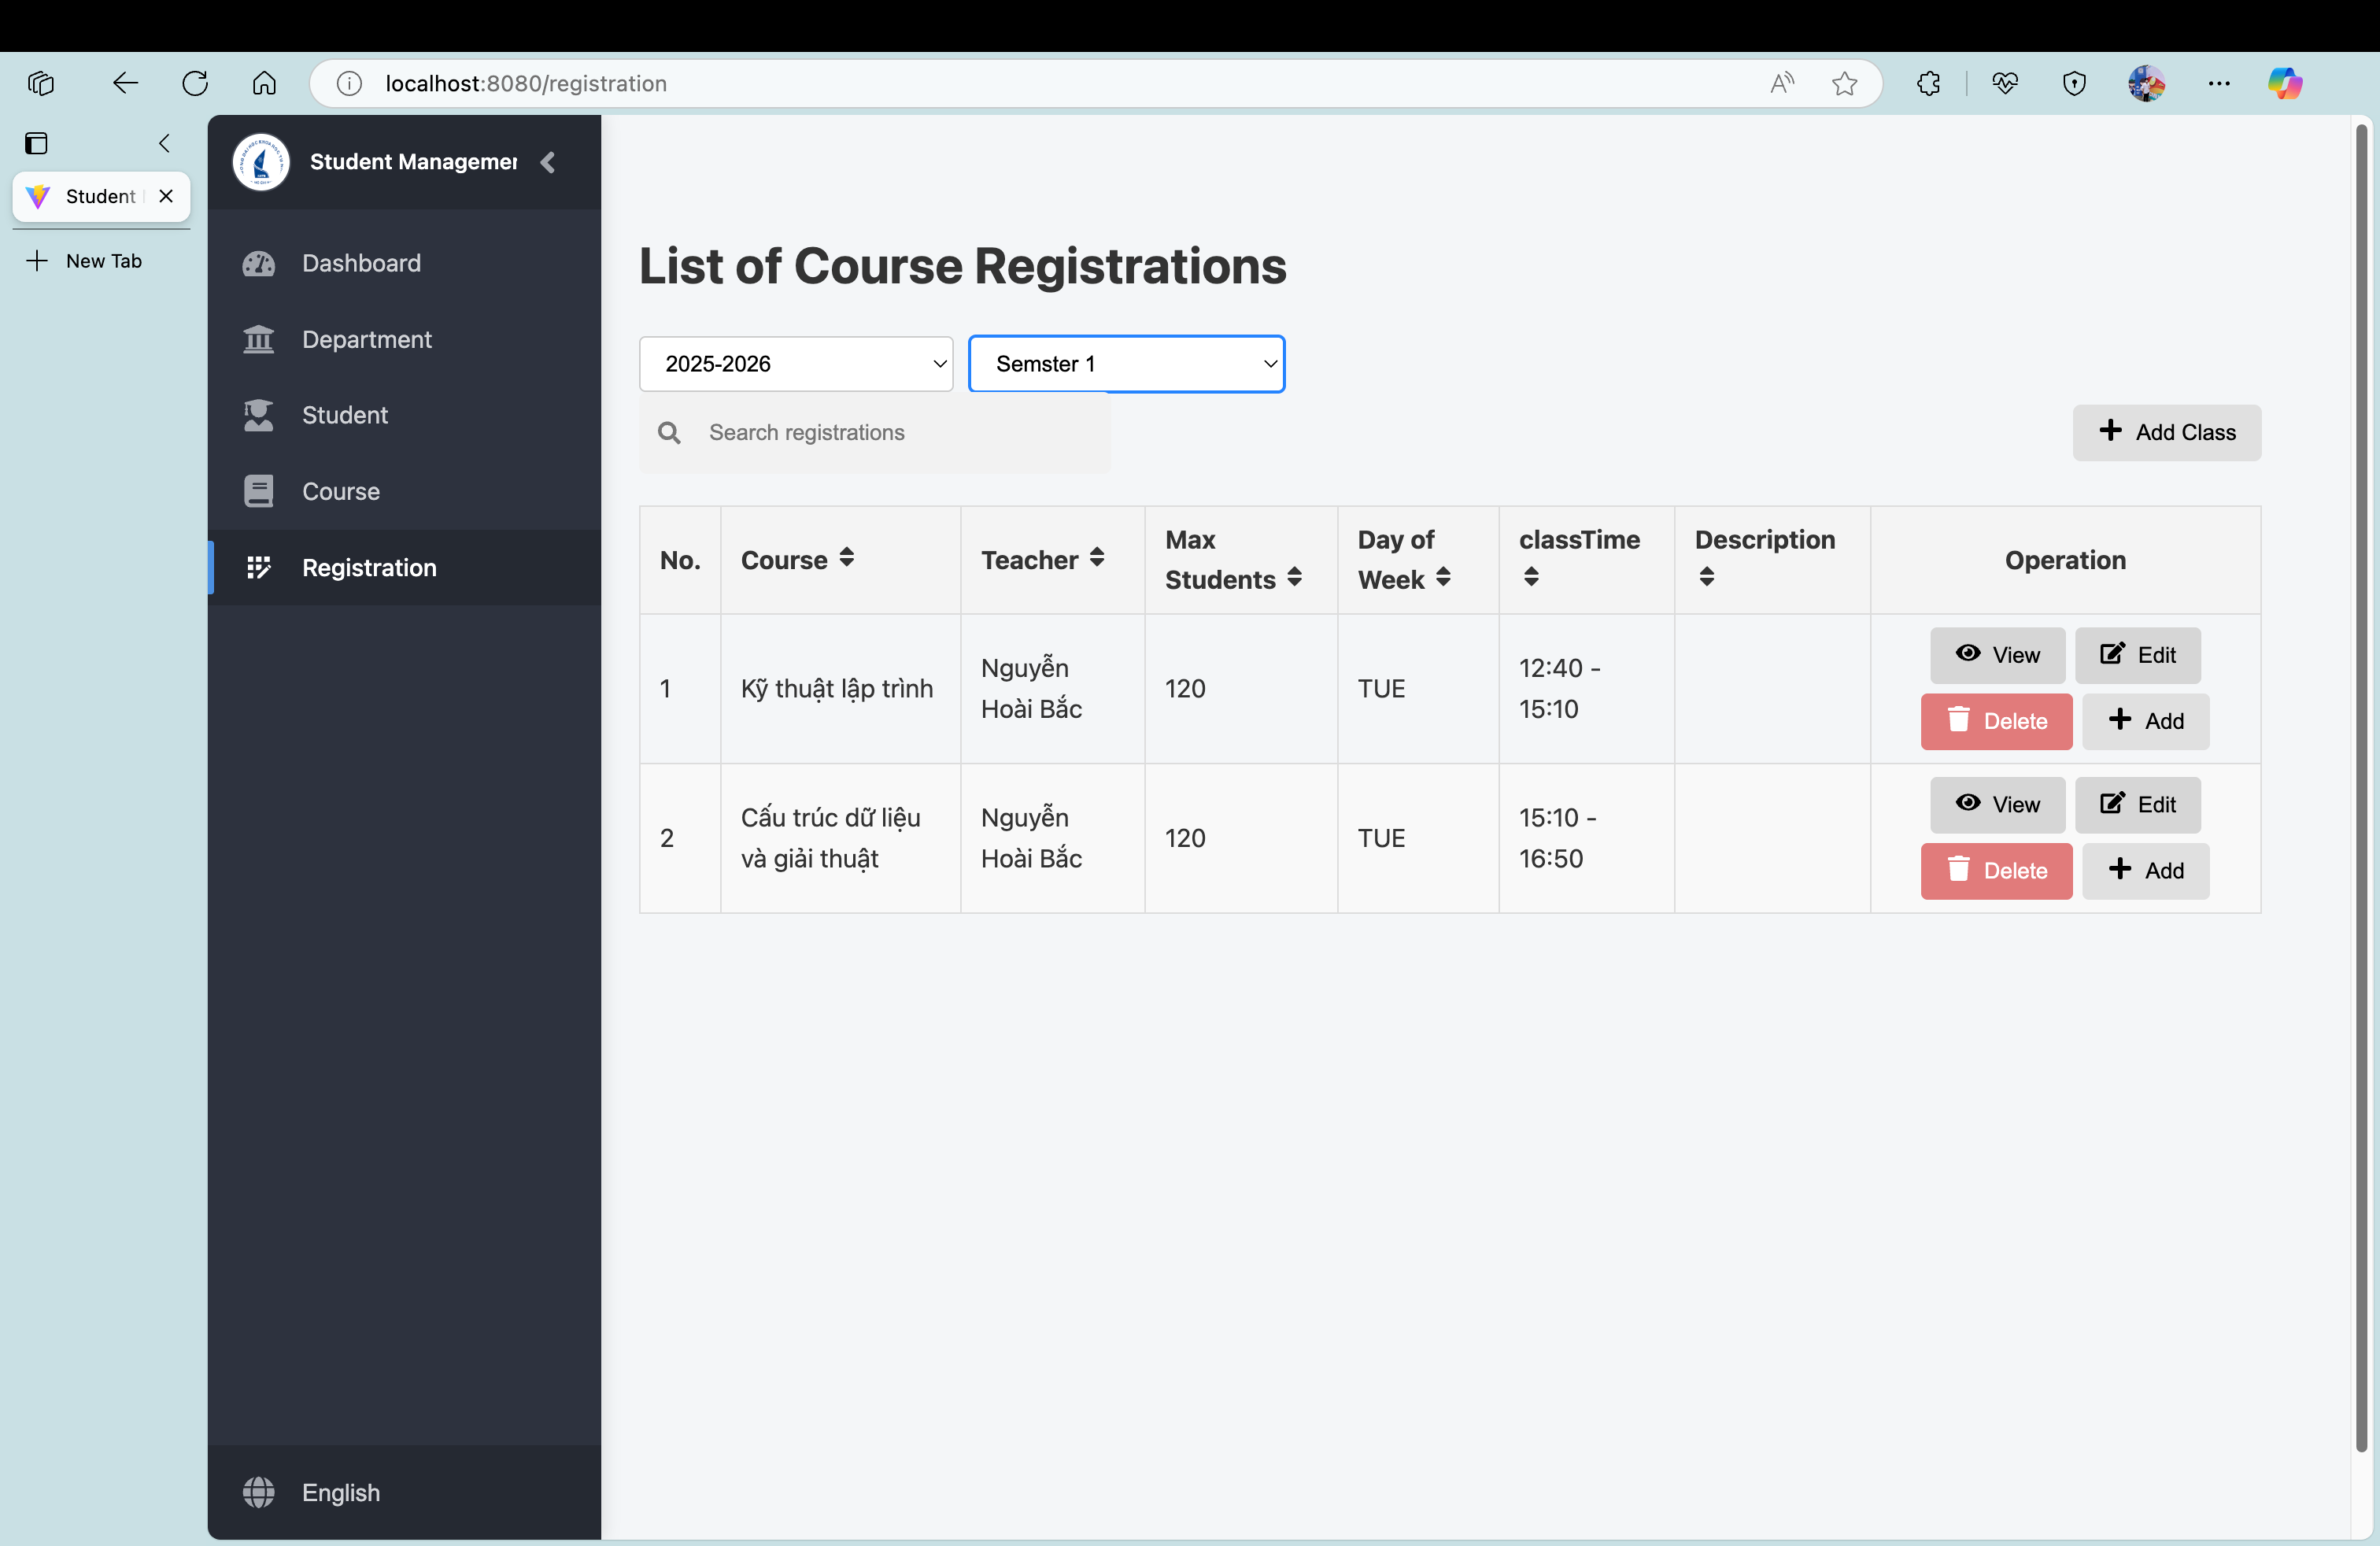 localhost:8080/registration
Student
New Tab
Student Managemen
Dashboard
Department
Student
Course
Registration
English
List of Course Registrations
2025-2026
Semster 1
Search registrations
Add Class
No. Course Teacher Max Students Day of Week classTime Description Operation
1 Kỹ thuật lập trình Nguyễn Hoài Bắc 120 TUE 12:40 - 15:10 View Edit
Delete Add
2 Cấu trúc dữ liệu và giải thuật Nguyễn Hoài Bắc 120 TUE 15:10 - 16:50 View Edit
Delete Add